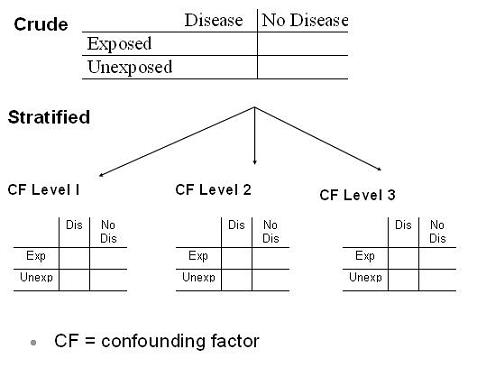 Crude
Disease No Disease
Exposed
Unexposed
Stratified
CF Level I
CF Level 2
CF Level 3
Dis No Dis
Exp
Unexp
Dis No Dis
Exp
Unexp
Dis No Dis
Exp
Unexp
• CF = confounding factor